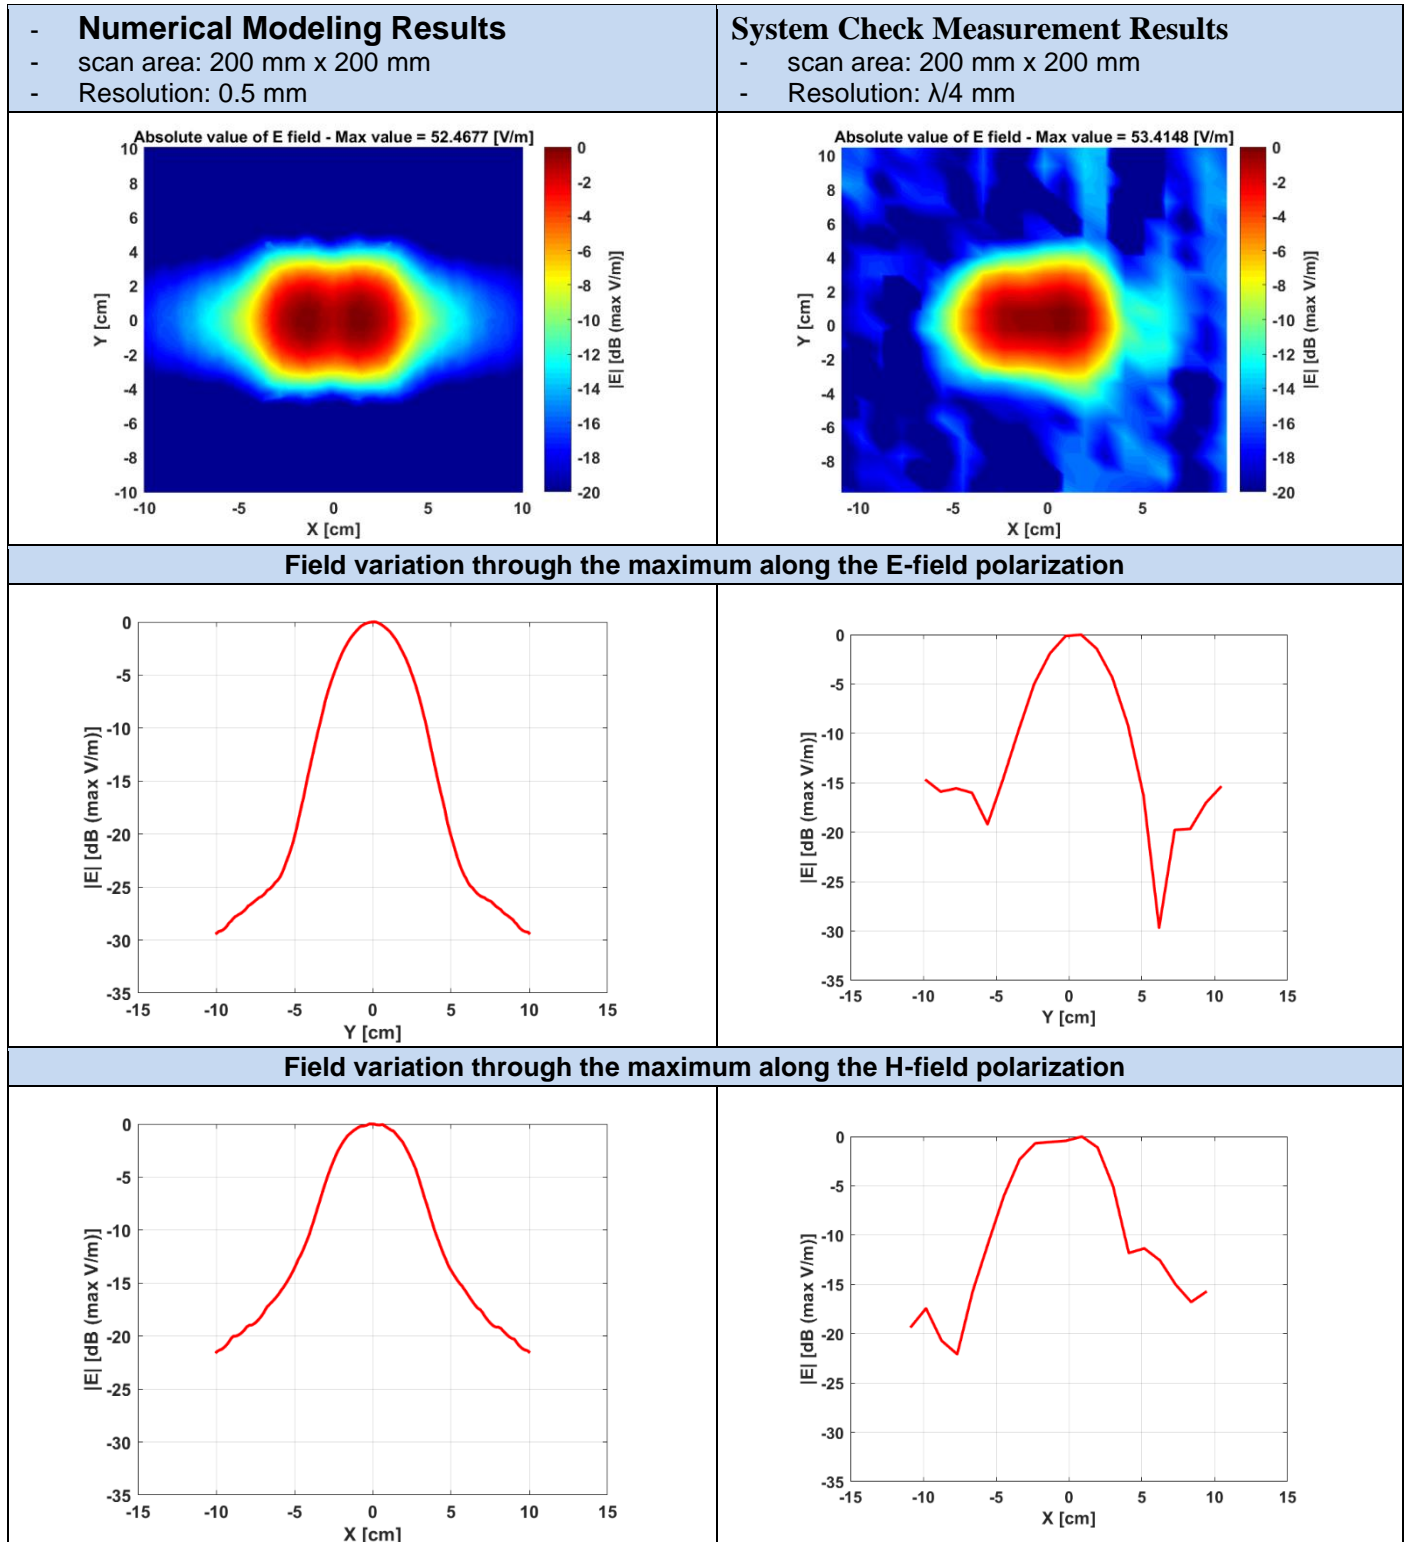 - Numerical Modeling Results
- scan area: 200 mm x 200 mm
- Resolution: 0.5 mm
System Check Measurement Results
- scan area: 200 mm x 200 mm
- Resolution: λ/4 mm
Absolute value of E field - Max value = 52.4677 [V/m]
10
8
6
4
2
0
-2
-4
-6
-8
-10
Y [cm]
-10 -5 0 5 10
X [cm]
0
-2
-4
-6
-8
-10
-12
-14
-16
-18
-20
|E| [dB (max V/m)]
Absolute value of E field - Max value = 53.4148 [V/m]
10
8
6
4
2
0
-2
-4
-6
-8
Y [cm]
-10 -5 0 5
X [cm]
0
-2
-4
-6
-8
-10
-12
-14
-16
-18
-20
|E| [dB (max V/m)]
Field variation through the maximum along the E-field polarization
0
-5
-10
-15
-20
-25
-30
-35
|E| [dB (max V/m)]
-15 -10 -5 0 5 10 15
Y [cm]
0
-5
-10
-15
-20
-25
-30
-35
|E| [dB (max V/m)]
-15 -10 -5 0 5 10 15
Y [cm]
Field variation through the maximum along the H-field polarization
0
-5
-10
-15
-20
-25
-30
-35
|E| [dB (max V/m)]
-15 -10 -5 0 5 10 15
X [cm]
0
-5
-10
-15
-20
-25
-30
-35
|E| [dB (max V/m)]
-15 -10 -5 0 5 10 15
X [cm]